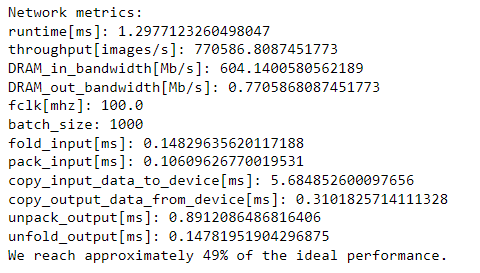 Network metrics:
runtime[ms]: 1.2977123260498047
throughput[images/s]: 770586.8087451773
DRAM_in_bandwidth[Mb/s]: 604.1400580562189
DRAM_out_bandwidth[Mb/s]: 0.7705868087451773
fclk[mhz]: 100.0
batch_size: 1000
fold_input[ms]: 0.14829635620117188
pack_input[ms]: 0.10609626770019531
copy_input_data_to_device[ms]: 5.684852600097656
copy_output_data_from_device[ms]: 0.3101825714111328
unpack_output[ms]: 0.8912086486816406
unfold_output[ms]: 0.14781951904296875
We reach approximately 49% of the ideal performance.